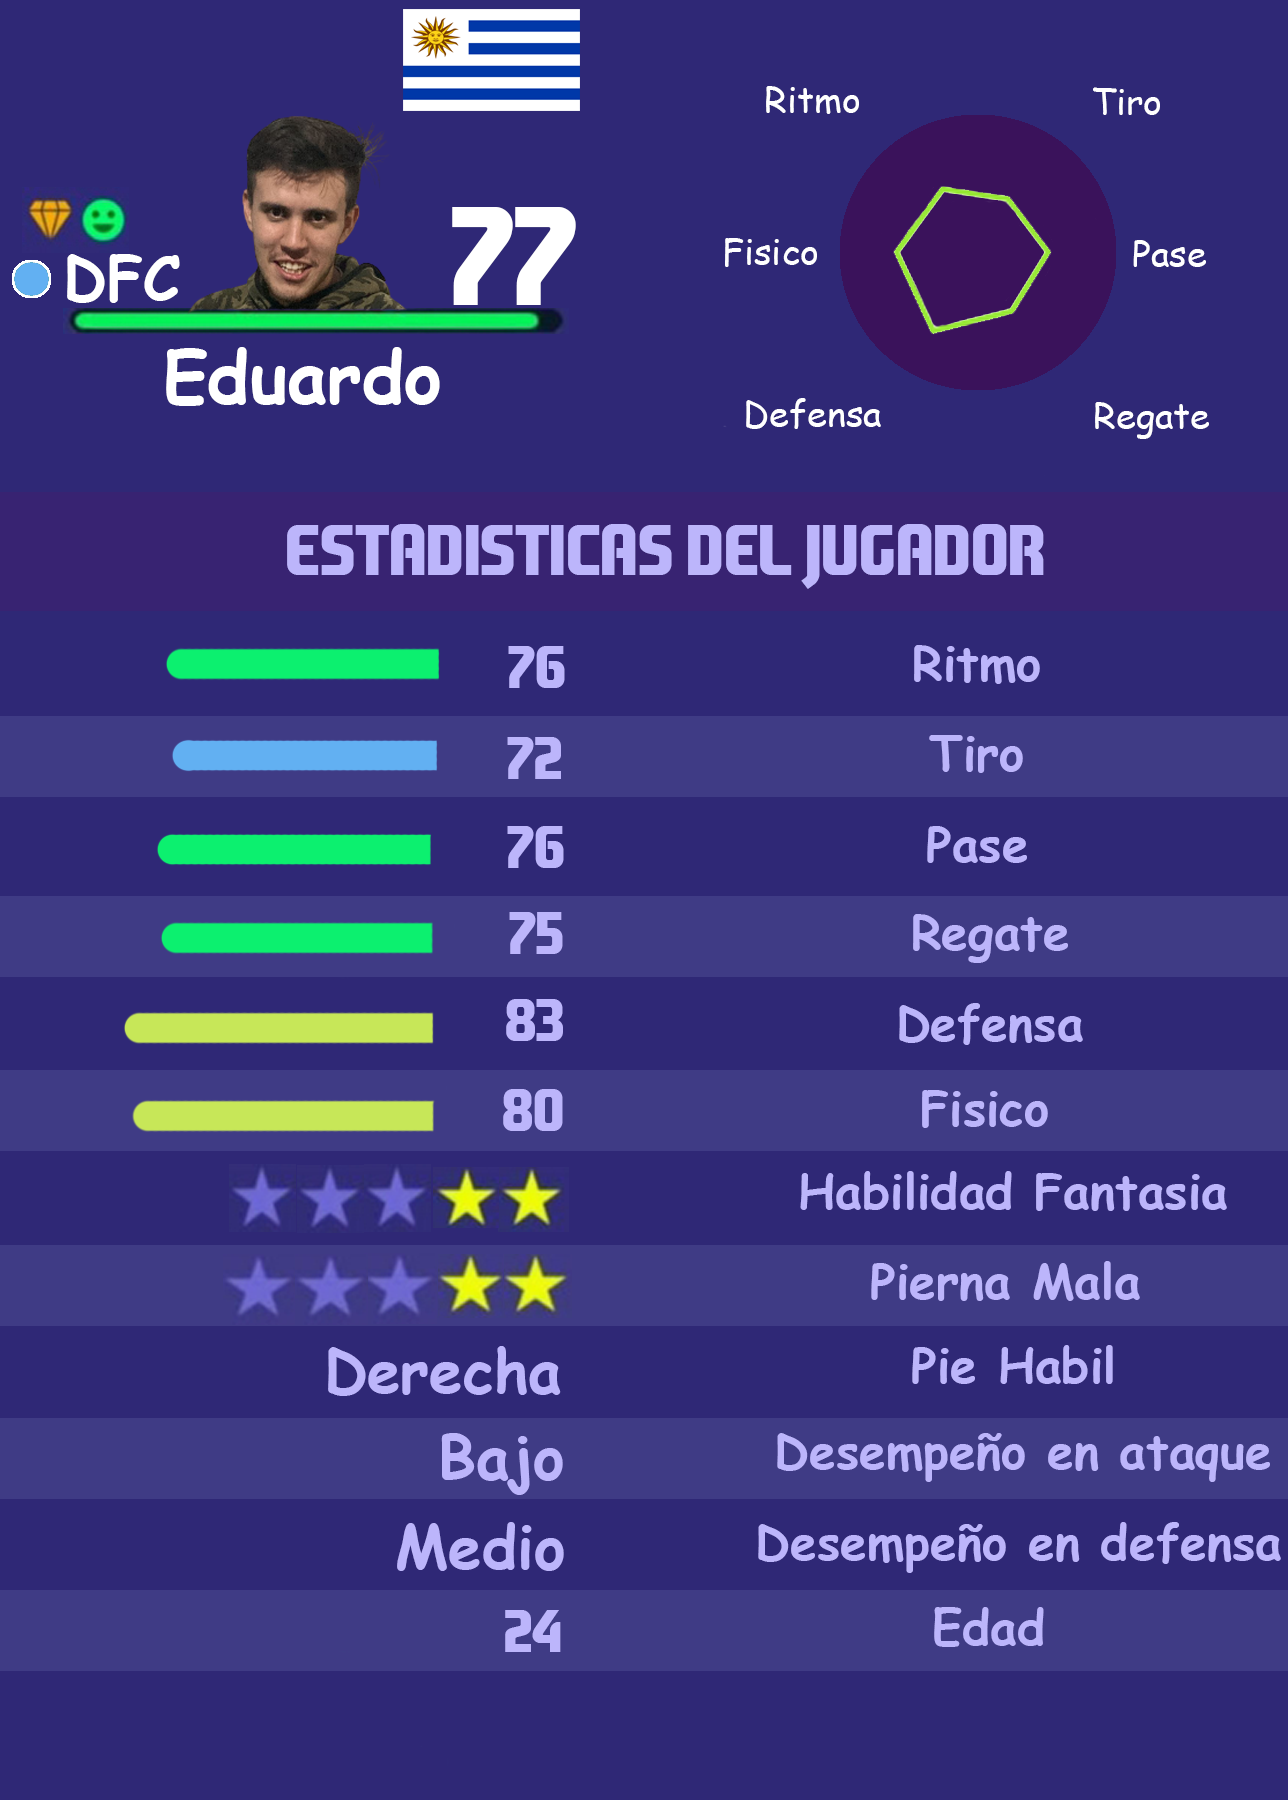 Ritmo
Tiro
77
Fisico
Pase
DFC
Eduardo
Defensa
Regate
ESTADISTICAS DEL JUGADOR
76 Ritmo
72 Tiro
76 Pase
75 Regate
83 Defensa
80 Fisico
Habilidad Fantasia
Pierna Mala
Derecha Pie Habil
Bajo Desempeño en ataque
Medio Desempeño en defensa
24 Edad